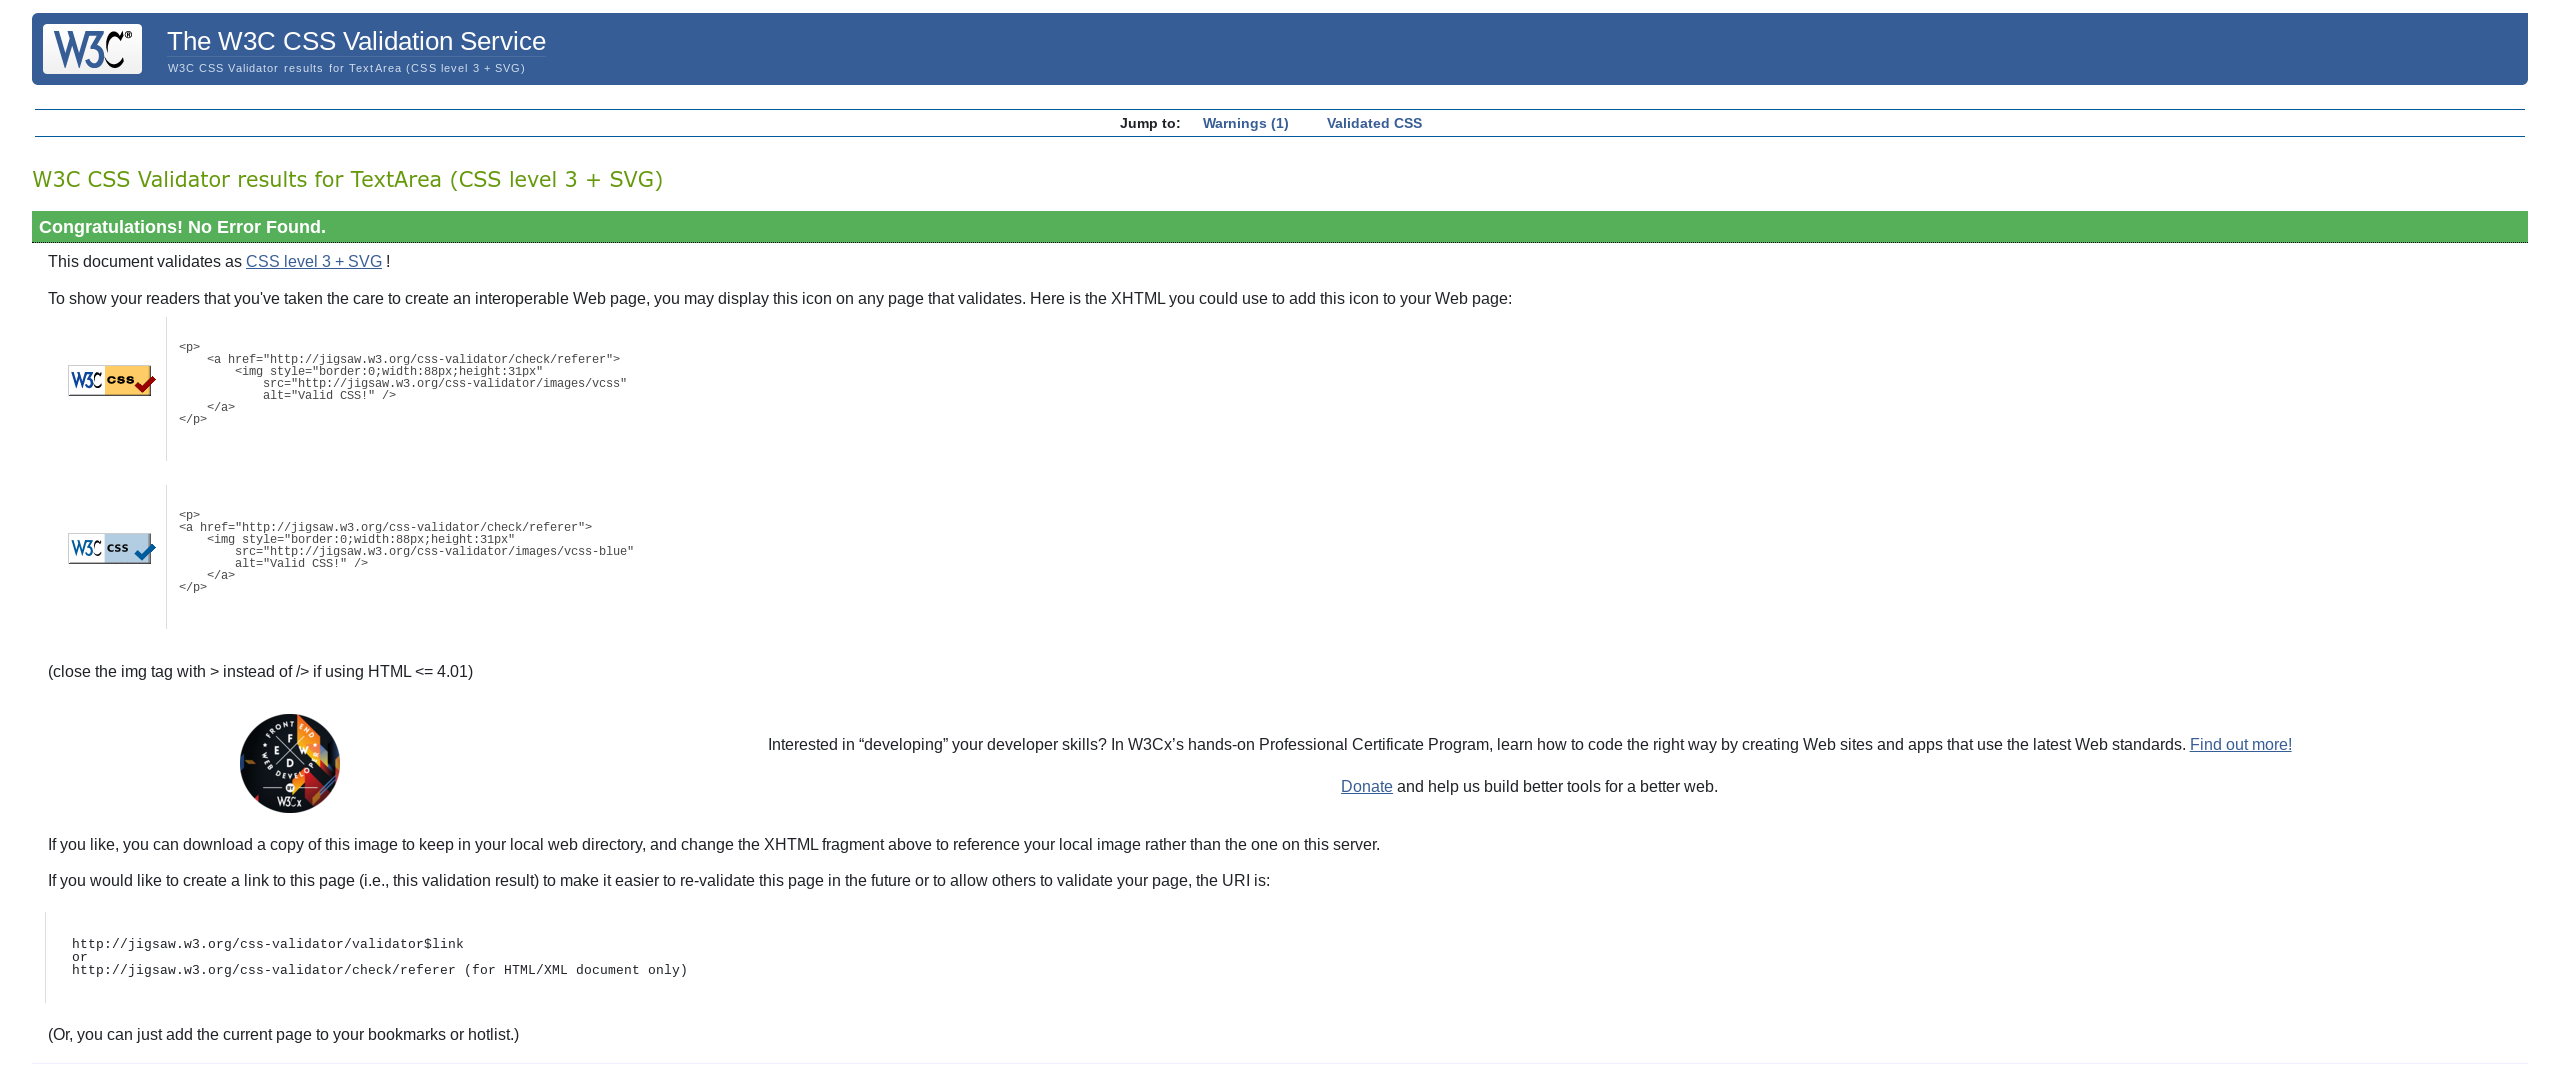 W3C®
The W3C CSS Validation Service
W3C CSS Validator results for TextArea (CSS level 3 + SVG)
Jump to: Warnings (1) Validated CSS
W3C CSS Validator results for TextArea (CSS level 3 + SVG)
Congratulations! No Error Found.
This document validates as CSS level 3 + SVG !
To show your readers that you've taken the care to create an interoperable Web page, you may display this icon on any page that validates. Here is the XHTML you could use to add this icon to your Web page:
W3C css
<p>
    <a href="http://jigsaw.w3.org/css-validator/check/referer">
        <img style="border:0;width:88px;height:31px"
            src="http://jigsaw.w3.org/css-validator/images/vcss"
            alt="Valid CSS!" />
    </a>
</p>
W3C css
<p>
<a href="http://jigsaw.w3.org/css-validator/check/referer">
    <img style="border:0;width:88px;height:31px"
        src="http://jigsaw.w3.org/css-validator/images/vcss-blue"
        alt="Valid CSS!" />
    </a>
</p>
(close the img tag with > instead of /> if using HTML <= 4.01)
FRONT END
F
E W
D
WEB DEVELOPER
BY
W3Cx
Interested in “developing” your developer skills? In W3Cx’s hands-on Professional Certificate Program, learn how to code the right way by creating Web sites and apps that use the latest Web standards. Find out more!
Donate and help us build better tools for a better web.
If you like, you can download a copy of this image to keep in your local web directory, and change the XHTML fragment above to reference your local image rather than the one on this server.
If you would like to create a link to this page (i.e., this validation result) to make it easier to re-validate this page in the future or to allow others to validate your page, the URI is:
http://jigsaw.w3.org/css-validator/validator$link
or
http://jigsaw.w3.org/css-validator/check/referer (for HTML/XML document only)
(Or, you can just add the current page to your bookmarks or hotlist.)